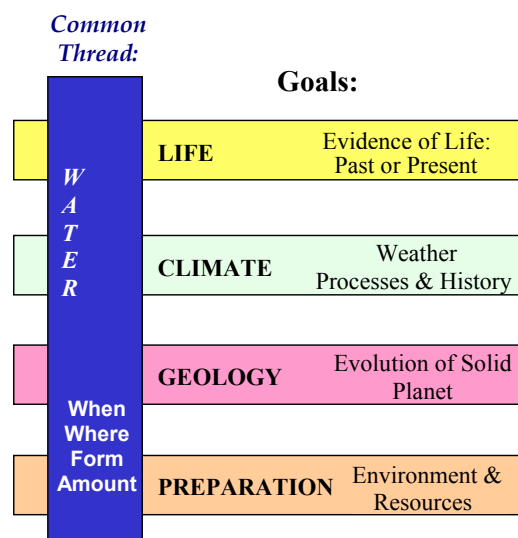 Common
Thread:
Goals:
W
A
T
E
R
LIFE
Evidence of Life:
Past or Present
CLIMATE
Weather
Processes & History
GEOLOGY
Evolution of Solid
Planet
When
Where
Form
Amount
PREPARATION
Environment &
Resources